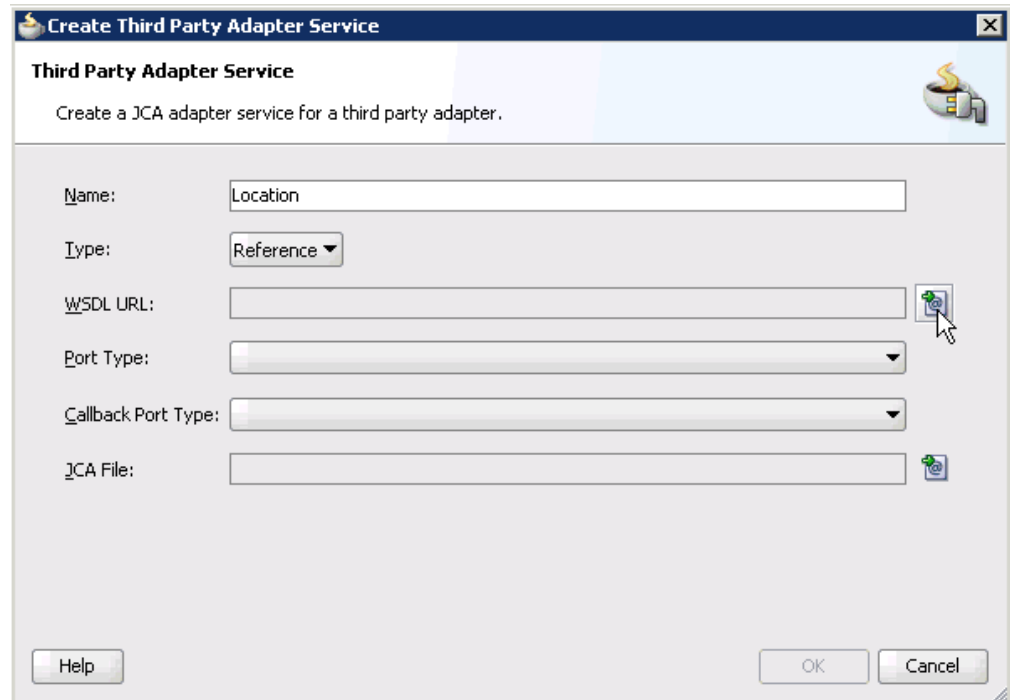 Create Third Party Adapter Service
Third Party Adapter Service
Create a JCA adapter service for a third party adapter.
Name: Location
Type: Reference
WSDL URL:
Port Type:
Callback Port Type:
JCA File:
Help OK Cancel